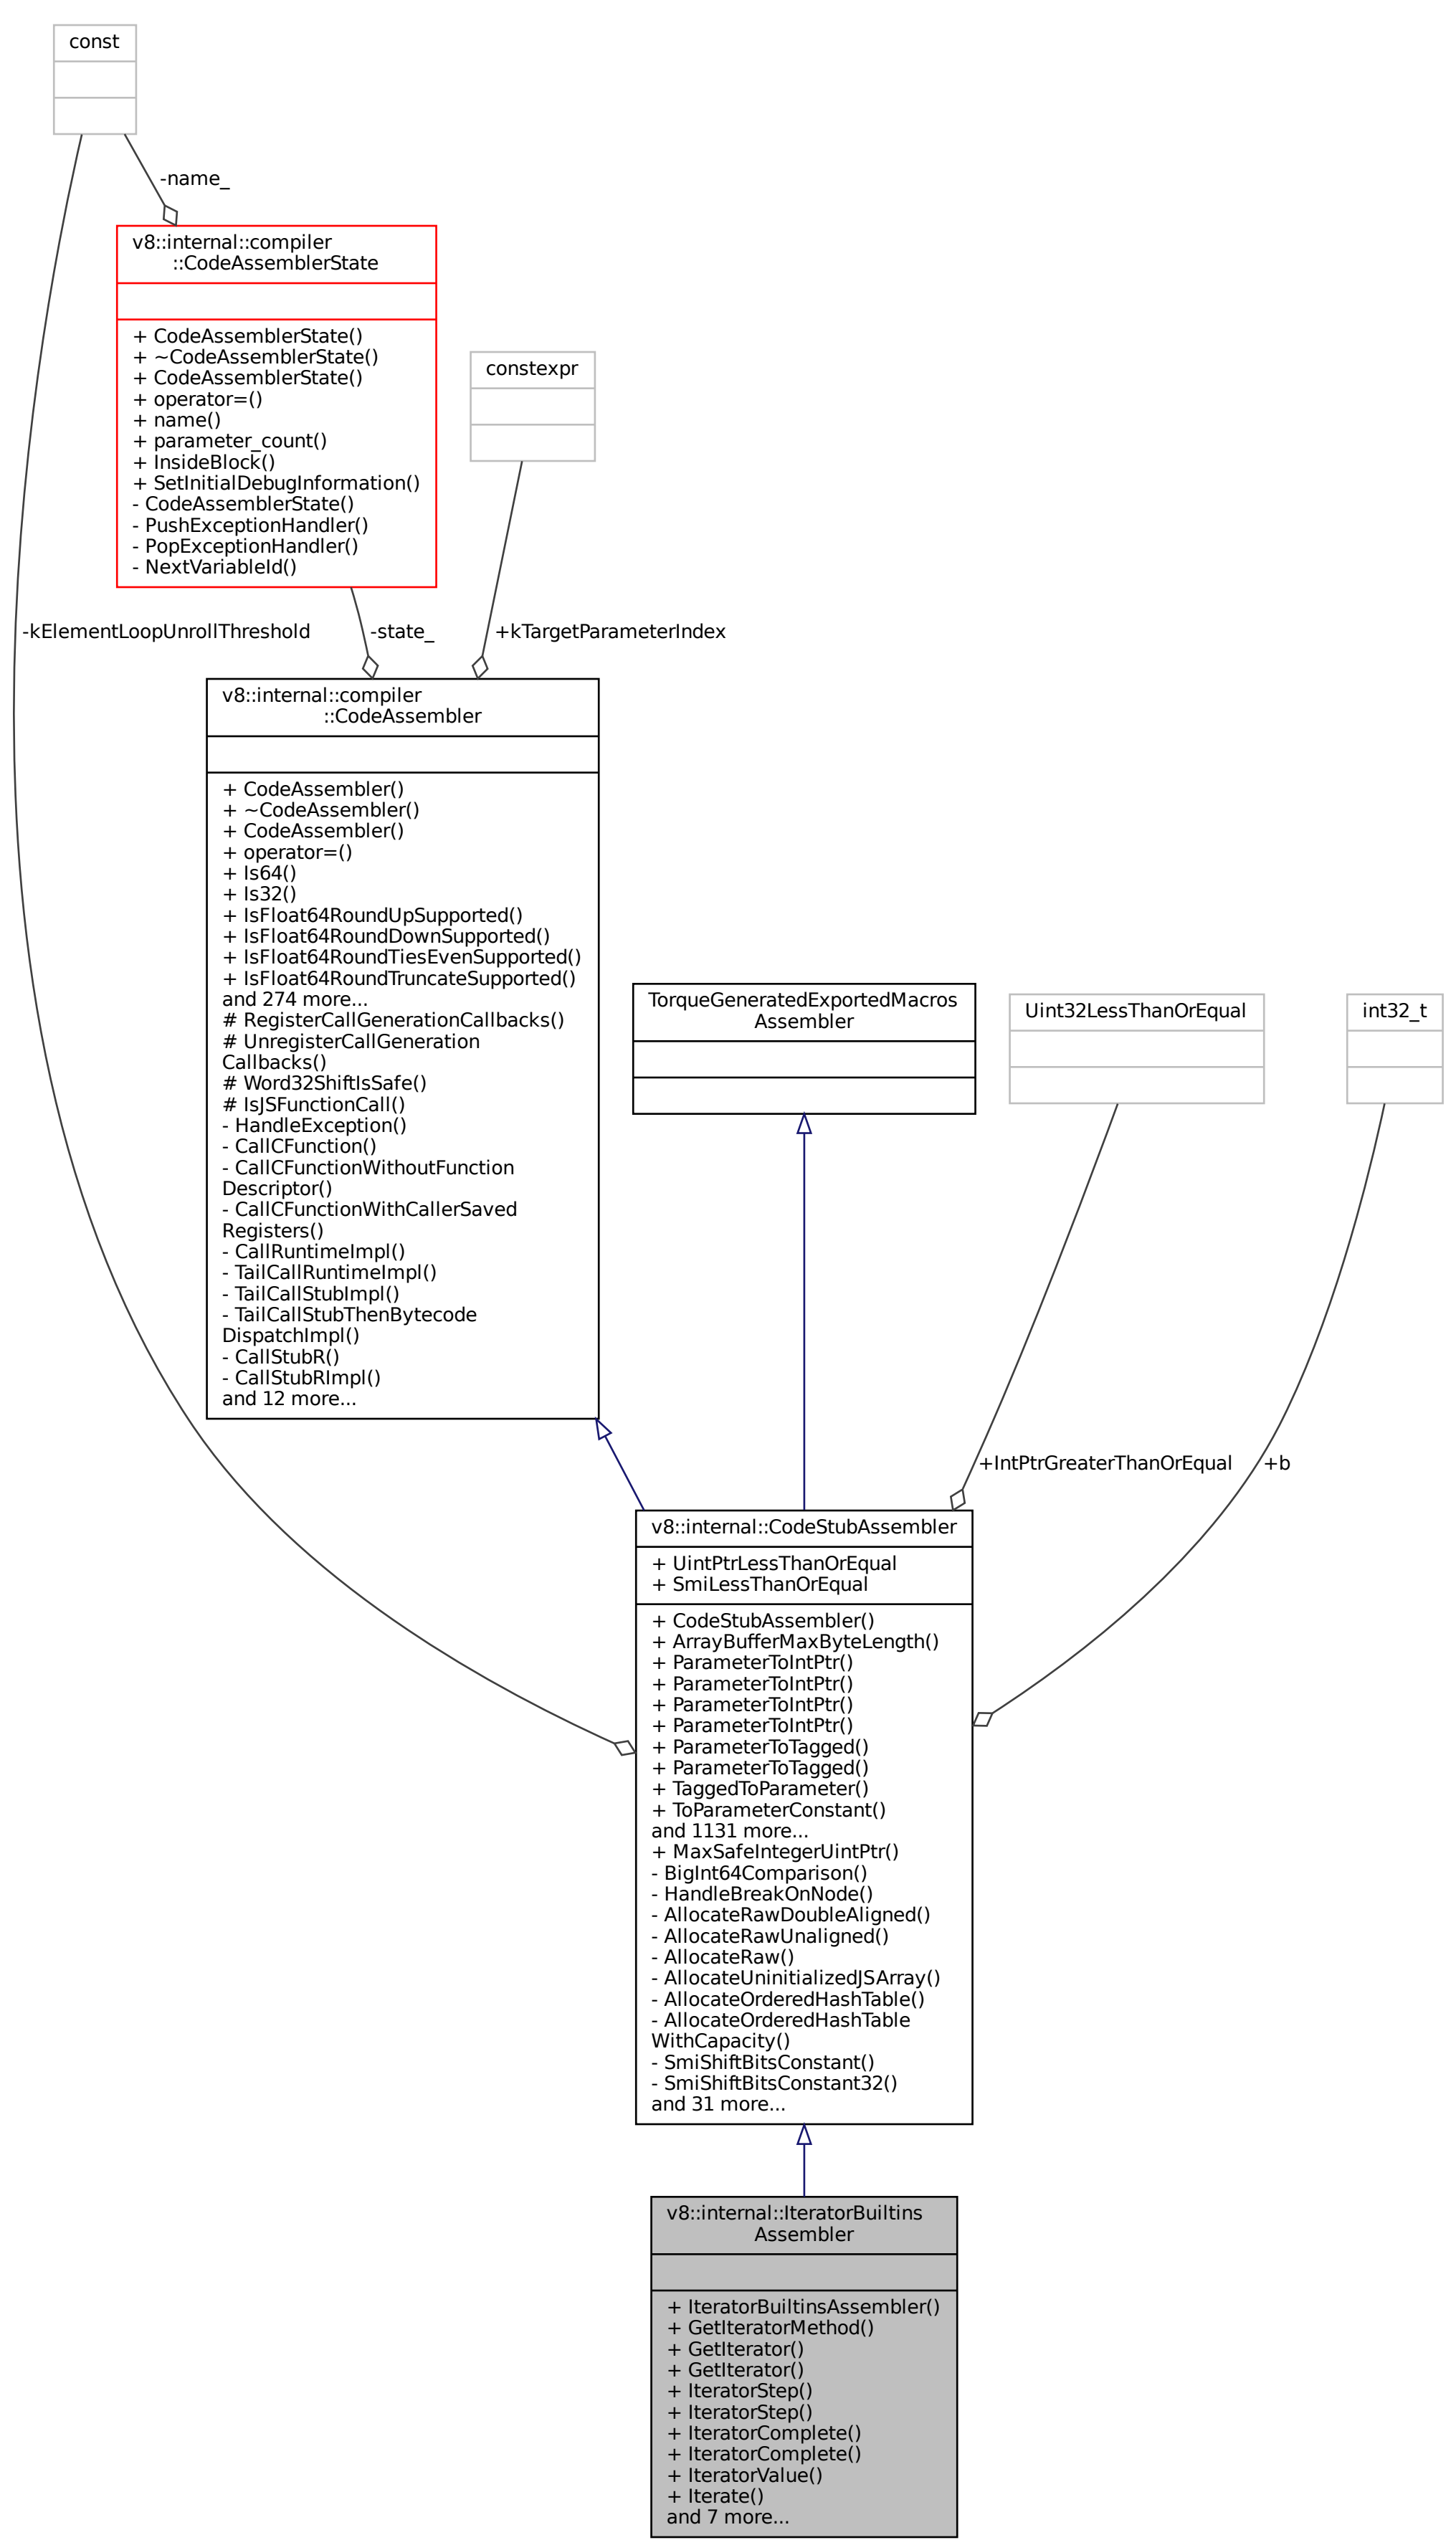 const
-name_
v8::internal::compiler
::CodeAssemblerState
+ CodeAssemblerState()
+ ~CodeAssemblerState()
+ CodeAssemblerState()
+ operator=()
+ name()
+ parameter_count()
+ InsideBlock()
+ SetInitialDebugInformation()
- CodeAssemblerState()
- PushExceptionHandler()
- PopExceptionHandler()
- NextVariableId()
constexpr
-kElementLoopUnrollThreshold
-state_
+kTargetParameterIndex
v8::internal::compiler
::CodeAssembler
+ CodeAssembler()
+ ~CodeAssembler()
+ CodeAssembler()
+ operator=()
+ Is64()
+ Is32()
+ IsFloat64RoundUpSupported()
+ IsFloat64RoundDownSupported()
+ IsFloat64RoundTiesEvenSupported()
+ IsFloat64RoundTruncateSupported()
and 274 more...
# RegisterCallGenerationCallbacks()
# UnregisterCallGeneration
Callbacks()
# Word32ShiftIsSafe()
# IsJSFunctionCall()
- HandleException()
- CallCFunction()
- CallCFunctionWithoutFunction
Descriptor()
- CallCFunctionWithCallerSaved
Registers()
- CallRuntimeImpl()
- TailCallRuntimeImpl()
- TailCallStubImpl()
- TailCallStubThenBytecode
DispatchImpl()
- CallStubR()
- CallStubRImpl()
and 12 more...
TorqueGeneratedExportedMacros
Assembler
Uint32LessThanOrEqual
int32_t
+IntPtrGreaterThanOrEqual
+b
v8::internal::CodeStubAssembler
+ UintPtrLessThanOrEqual
+ SmiLessThanOrEqual
+ CodeStubAssembler()
+ ArrayBufferMaxByteLength()
+ ParameterToIntPtr()
+ ParameterToIntPtr()
+ ParameterToIntPtr()
+ ParameterToIntPtr()
+ ParameterToTagged()
+ ParameterToTagged()
+ TaggedToParameter()
+ ToParameterConstant()
and 1131 more...
+ MaxSafeIntegerUintPtr()
- BigInt64Comparison()
- HandleBreakOnNode()
- AllocateRawDoubleAligned()
- AllocateRawUnaligned()
- AllocateRaw()
- AllocateUninitializedJSArray()
- AllocateOrderedHashTable()
- AllocateOrderedHashTable
WithCapacity()
- SmiShiftBitsConstant()
- SmiShiftBitsConstant32()
and 31 more...
v8::internal::IteratorBuiltins
Assembler
+ IteratorBuiltinsAssembler()
+ GetIteratorMethod()
+ GetIterator()
+ GetIterator()
+ IteratorStep()
+ IteratorStep()
+ IteratorComplete()
+ IteratorComplete()
+ IteratorValue()
+ Iterate()
and 7 more...